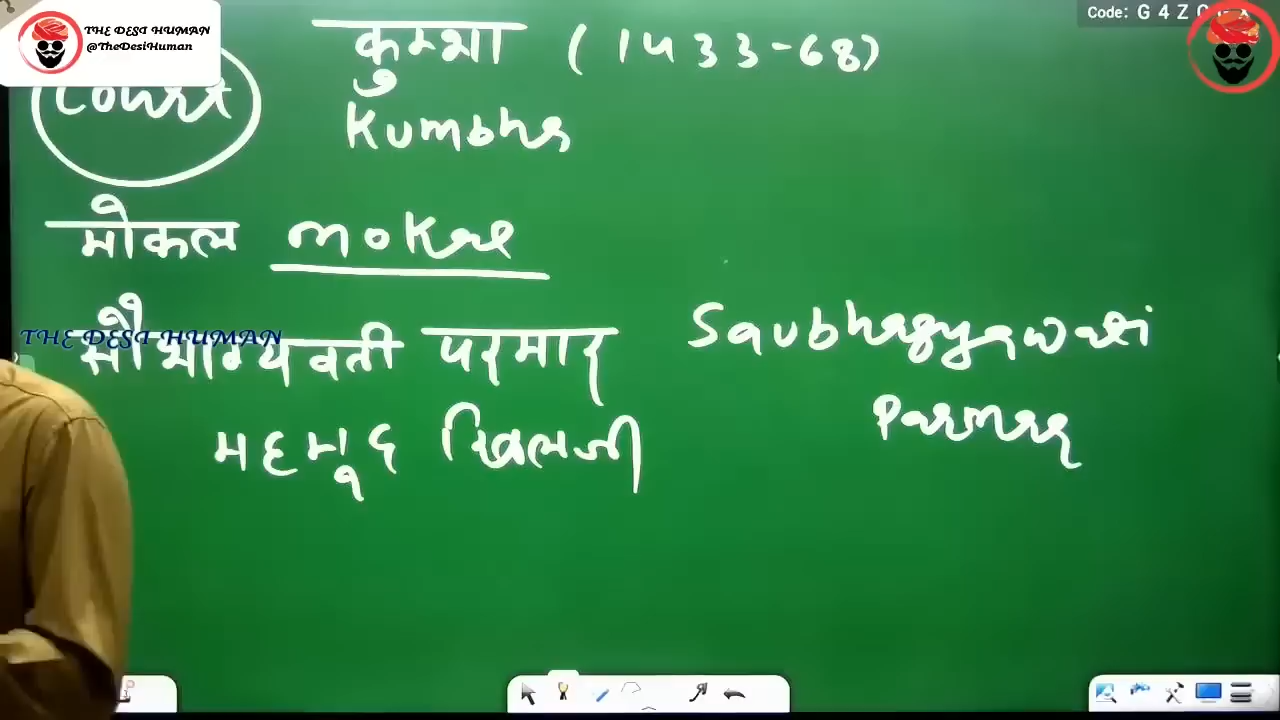 THE DESI HUMAN
@TheDesiHuman
Code: G 4 Z
कुम्भा (1433-68)
Court
Kumbha
मोकल mokal
THE DESI HUMAN
सौभाग्यवती परमार Saubhagyawati
Parmar
महमुद खिलजी